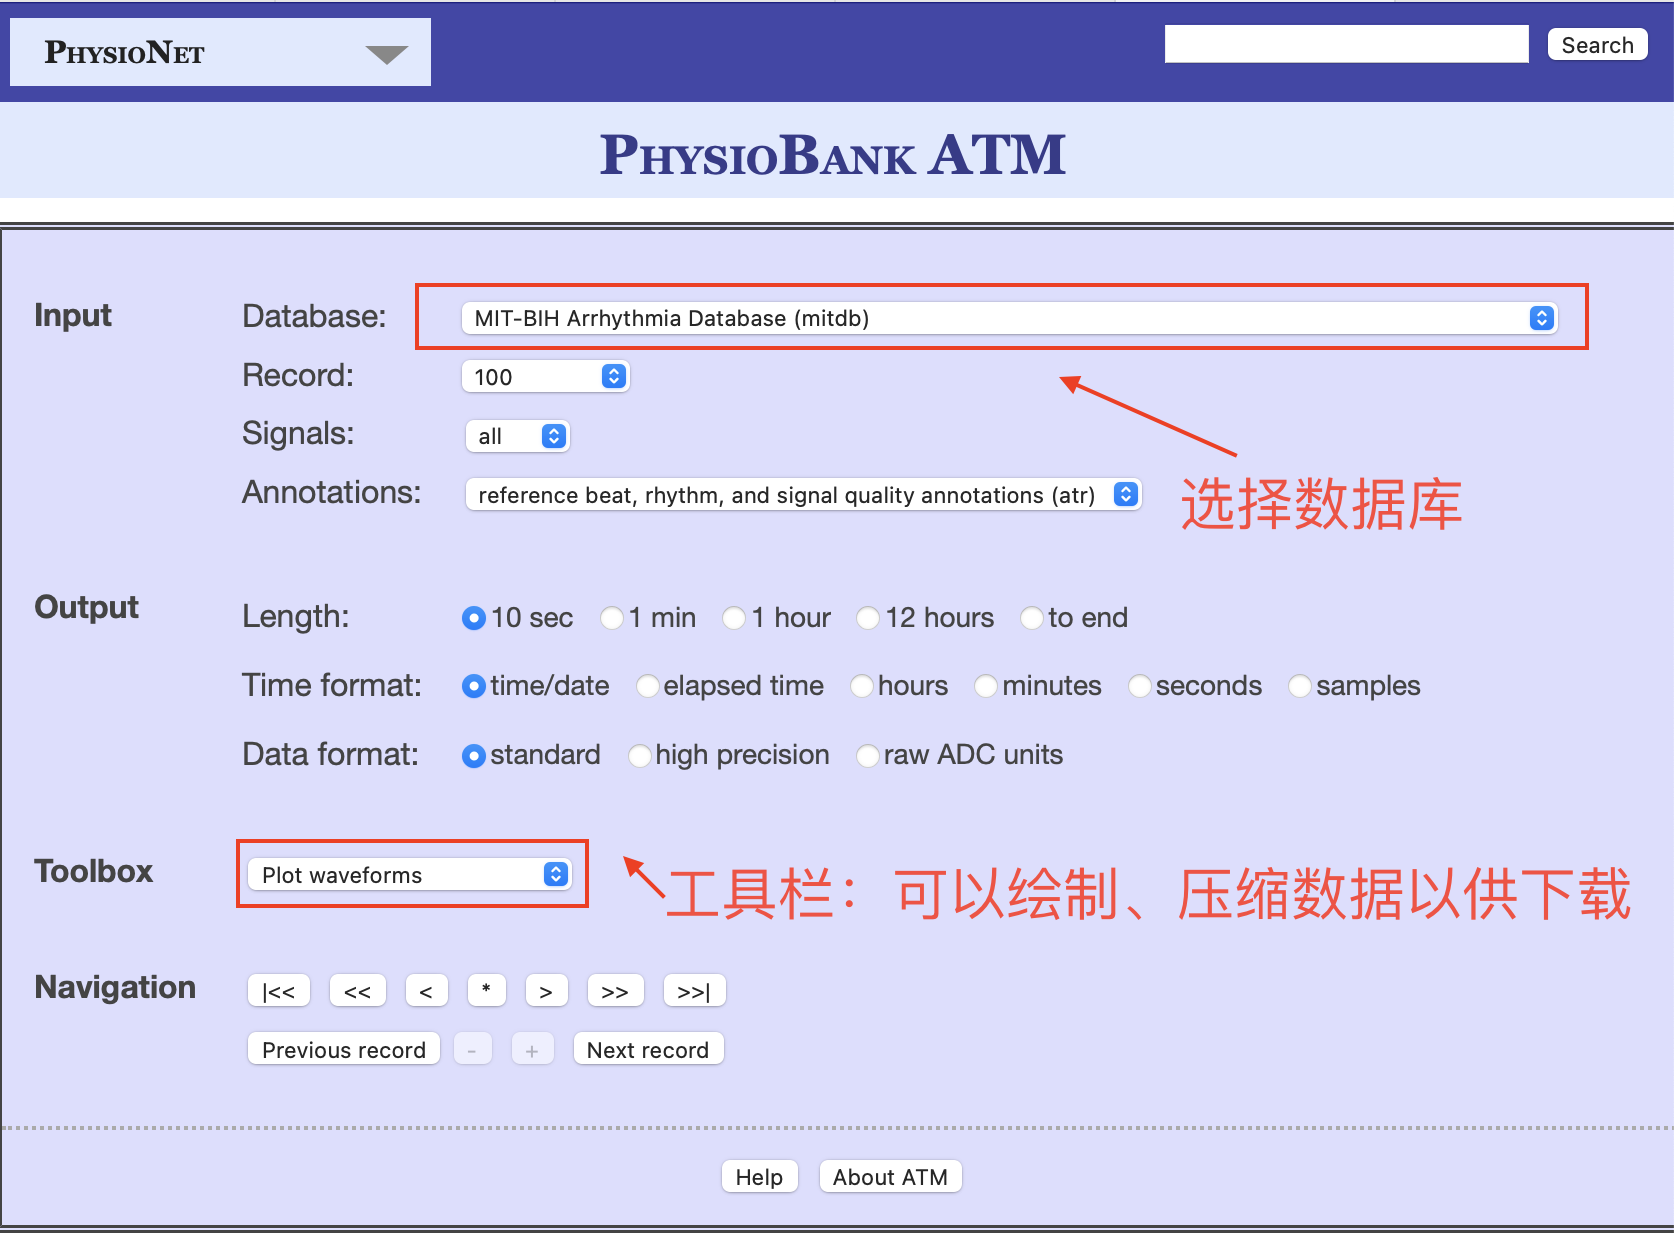 PhysioNet
Search
PhysioBank ATM
Input
Database: MIT-BIH Arrhythmia Database (mitdb)
Record: 100
Signals: all
Annotations: reference beat, rhythm, and signal quality annotations (atr)
选择数据库
Output
Length: 10 sec 1 min 1 hour 12 hours to end
Time format: time/date elapsed time hours minutes seconds samples
Data format: standard high precision raw ADC units
Toolbox
Plot waveforms
工具栏：可以绘制、压缩数据以供下载
Navigation
|<< << < * > >> >>|
Previous record - + Next record
Help About ATM